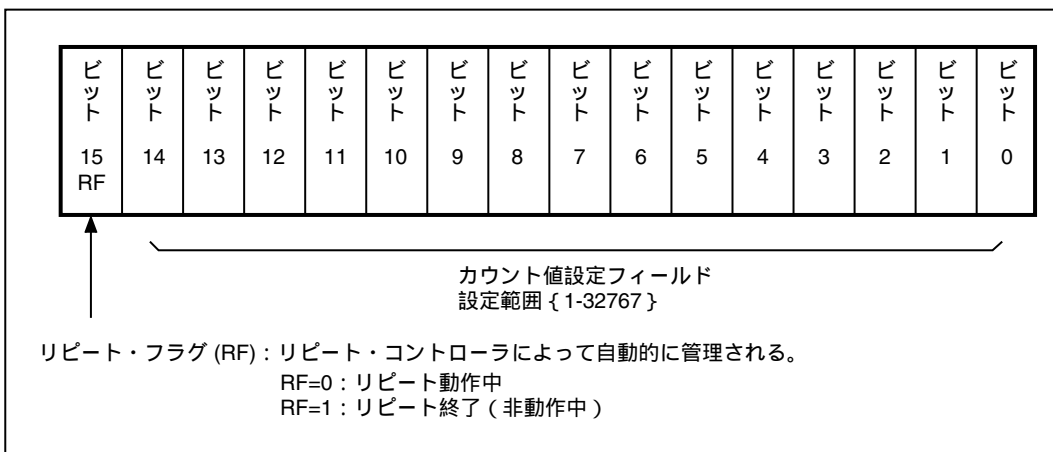 ビット 15 RF
ビット 14
ビット 13
ビット 12
ビット 11
ビット 10
ビット 9
ビット 8
ビット 7
ビット 6
ビット 5
ビット 4
ビット 3
ビット 2
ビット 1
ビット 0
カウント値設定フィールド
設定範囲 { 1-32767 }
リピート・フラグ (RF) : リピート・コントローラによって自動的に管理される。
RF=0 : リピート動作中
RF=1 : リピート終了 ( 非動作中 )